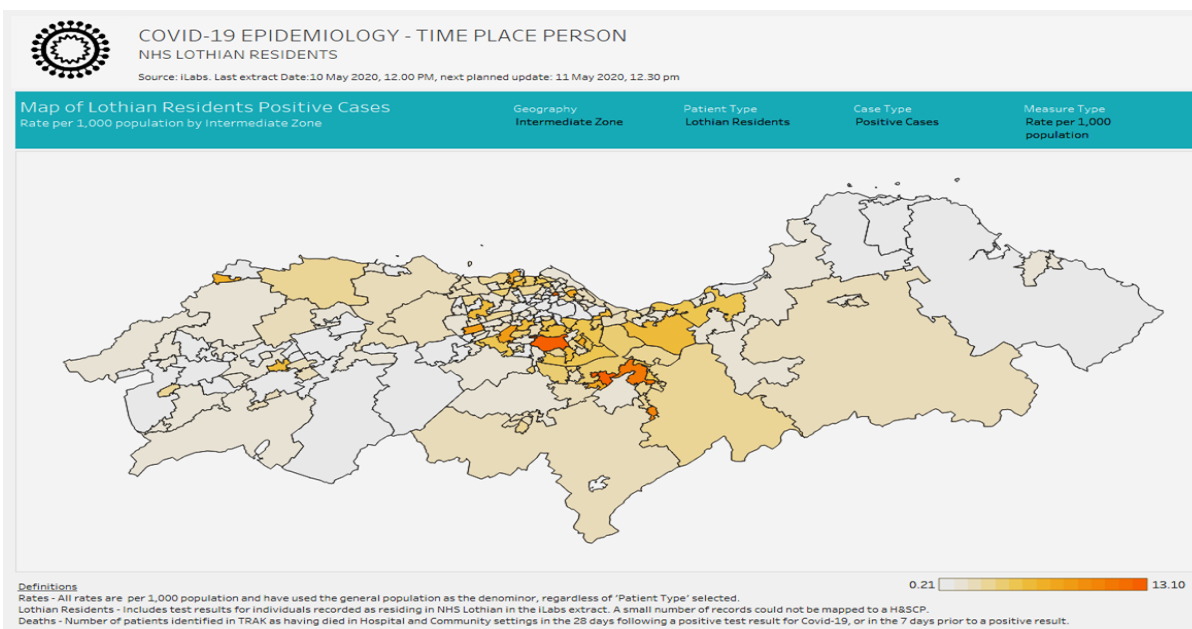 COVID-19 EPIDEMIOLOGY - TIME PLACE PERSON
NHS LOTHIAN RESIDENTS
Source: iLabs. Last extract Date:10 May 2020, 12.00 PM, next planned update: 11 May 2020, 12.30 pm
Map of Lothian Residents Positive Cases
Rate per 1,000 population by Intermediate Zone
Geography
Intermediate Zone
Patient Type
Lothian Residents
Case Type
Positive Cases
Measure Type
Rate per 1,000
population
0.21 13.10
Definitions
Rates - All rates are per 1,000 population and have used the general population as the denominor, regardless of 'Patient Type' selected.
Lothian Residents - Includes test results for individuals recorded as residing in NHS Lothian in the iLabs extract. A small number of records could not be mapped to a H&SCP.
Deaths - Number of patients identified in TRAK as having died in Hospital and Community settings in the 28 days following a positive test result for Covid-19, or in the 7 days prior to a positive result.